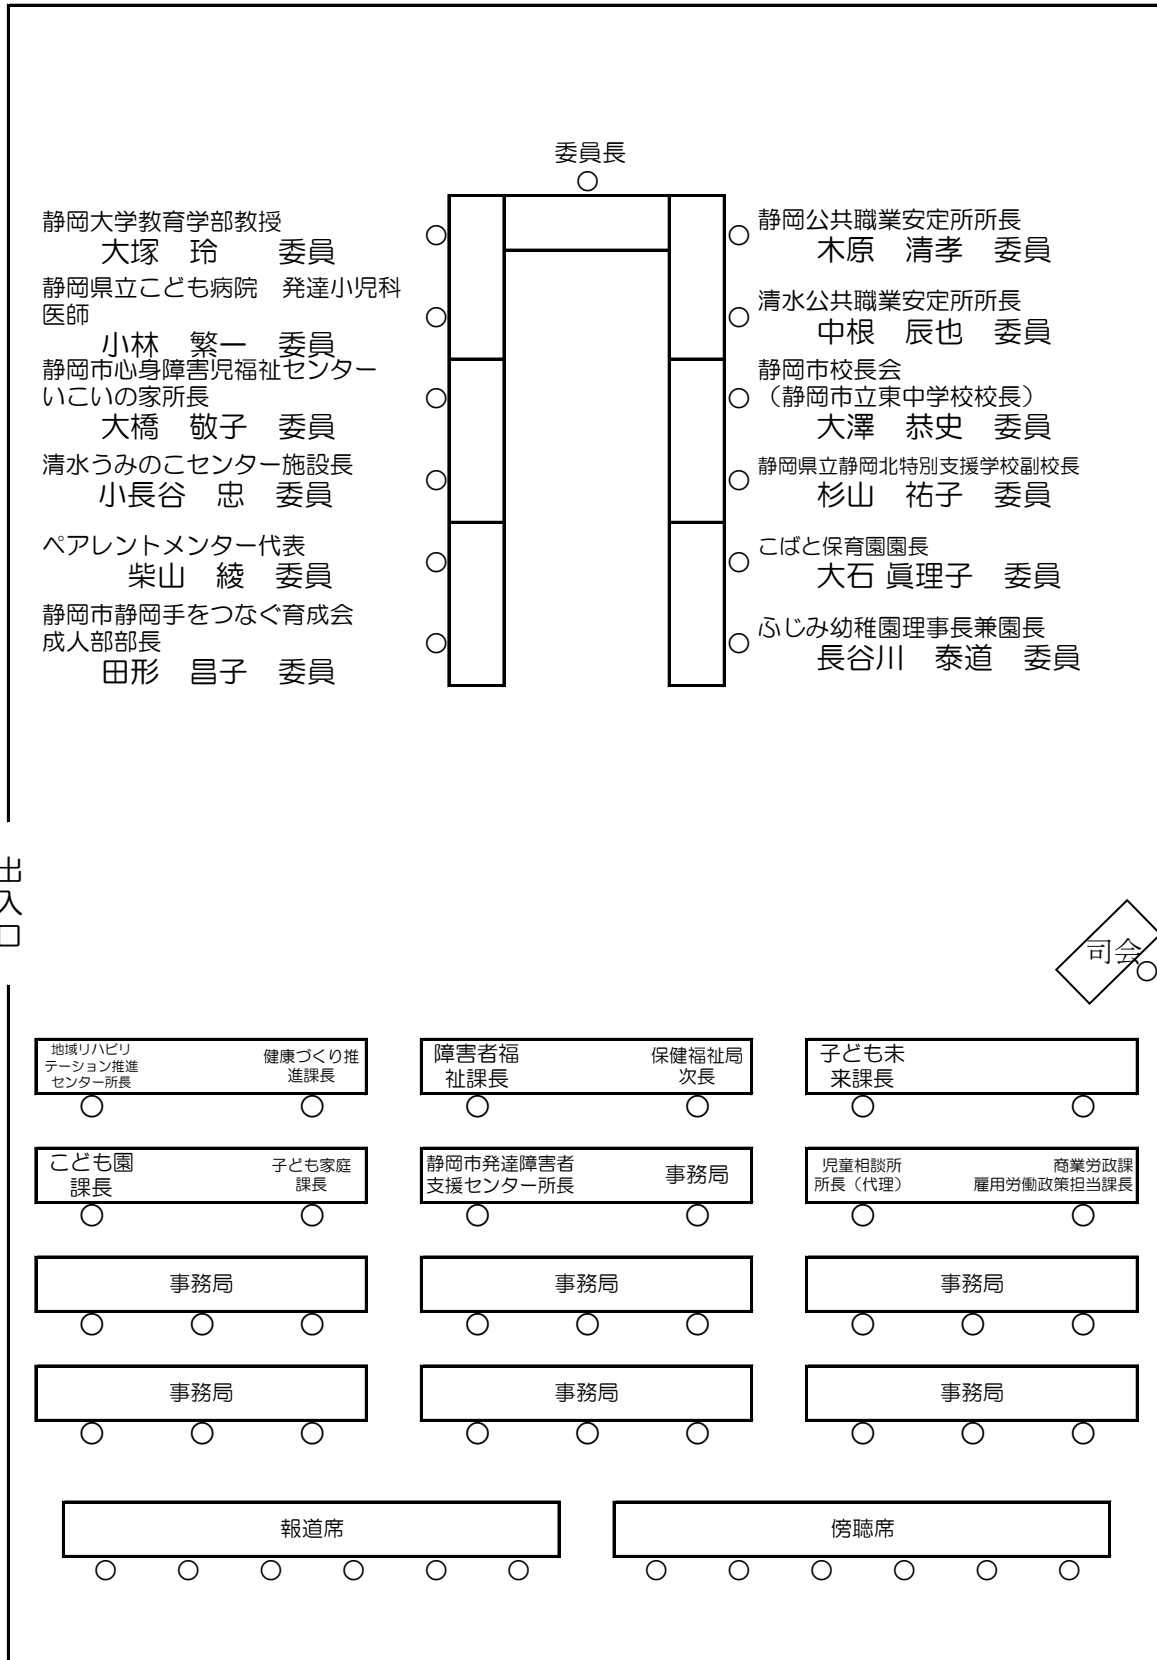 委員長
静岡大学教育学部教授
大塚　玲　　委員
静岡県立こども病院　発達小児科
医師
小林　繁一　委員
静岡市心身障害児福祉センター
いこいの家所長
大橋　敬子　委員
清水うみのこセンター施設長
小長谷　忠　委員
ペアレントメンター代表
柴山　綾　委員
静岡市静岡手をつなぐ育成会
成人部部長
田形　昌子　委員
静岡公共職業安定所所長
木原　清孝　委員
清水公共職業安定所所長
中根　辰也　委員
静岡市校長会
（静岡市立東中学校校長）
大澤　恭史　委員
静岡県立静岡北特別支援学校副校長
杉山　祐子　委員
こばと保育園園長
大石 眞理子　委員
ふじみ幼稚園理事長兼園長
長谷川　泰道　委員
出入口
司会
地域リハビリ
テーション推進
センター所長
健康づくり推
進課長
障害者福
祉課長
保健福祉局
次長
子ども未
来課長
こども園
課長
子ども家庭
課長
静岡市発達障害者
支援センター所長
事務局
児童相談所
所長（代理）
商業労政課
雇用労働政策担当課長
事務局
事務局
事務局
事務局
事務局
事務局
報道席
傍聴席